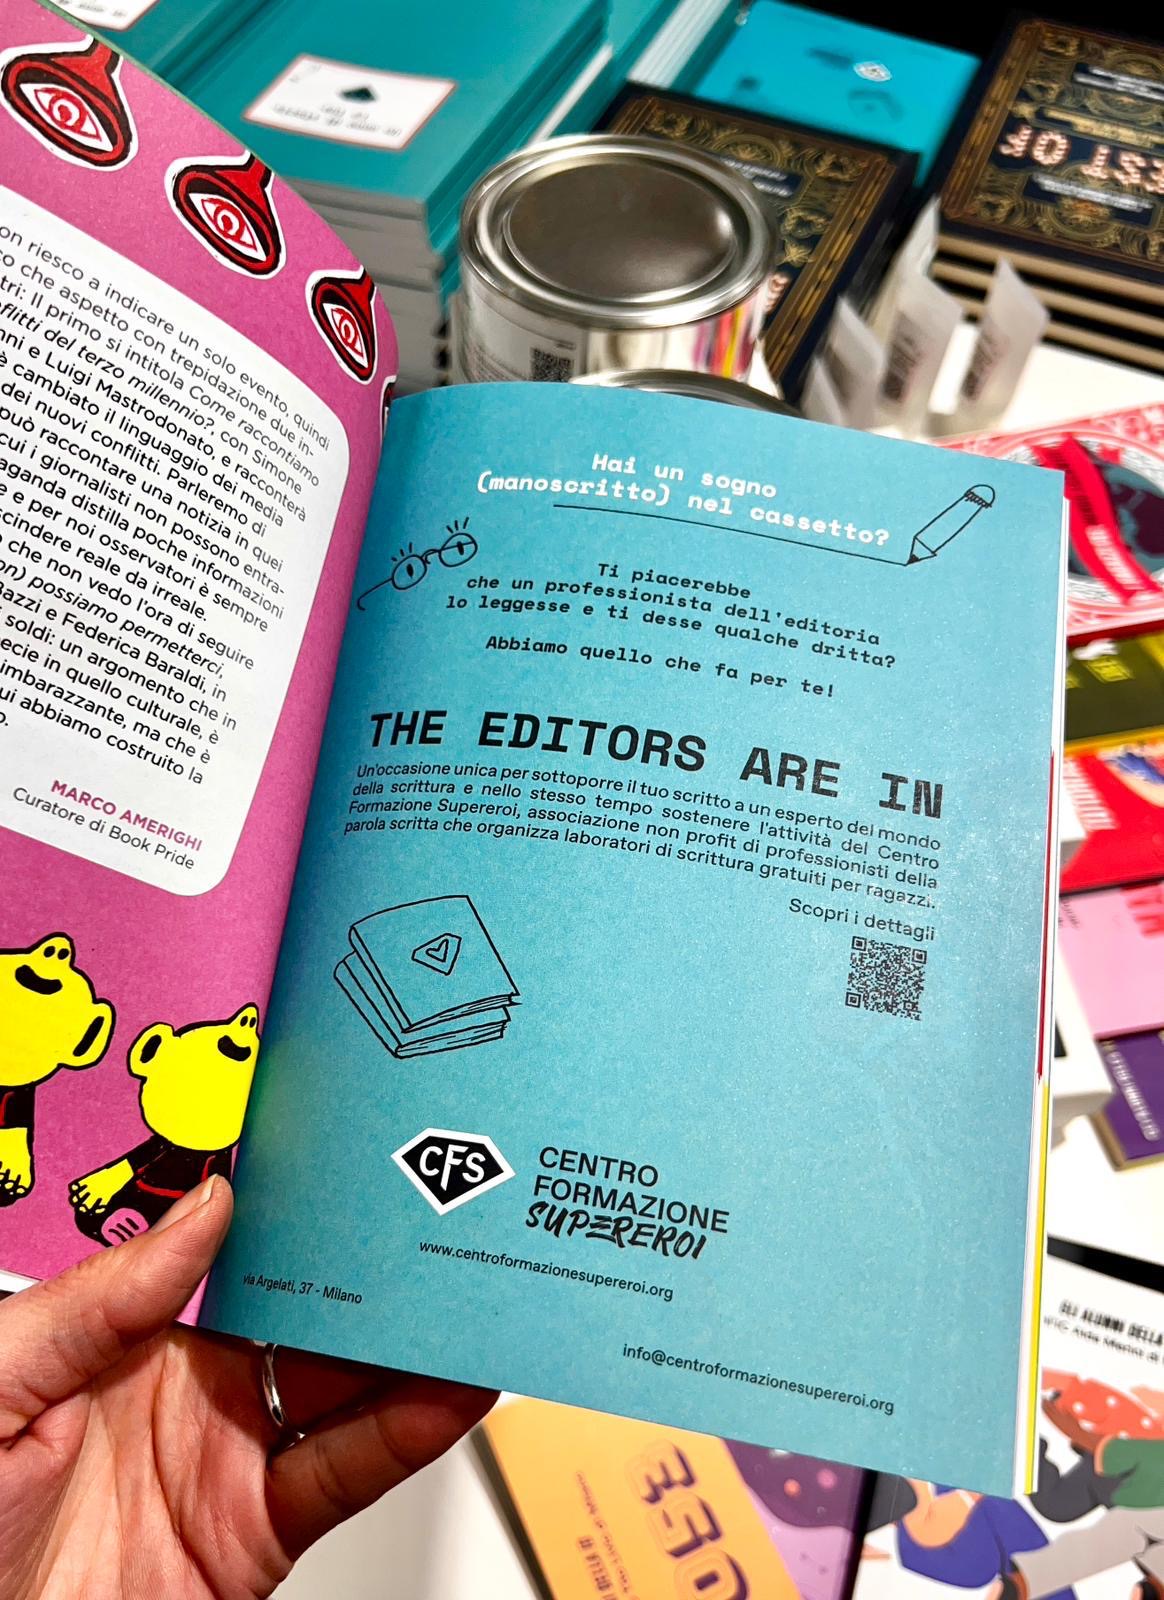 on riesco a indicare un solo evento, quindi
co che aspetto con trepidazione due in-
tri: Il primo si intitola Come raccontiamo
nflitti del terzo millennio?, con Simone
nni e Luigi Mastrodonato, e racconterà
è cambiato il linguaggio dei media
dei nuovi conflitti. Parleremo di
può raccontare una notizia in quei
cui i giornalisti non possono entra-
aganda distilla poche informazioni
e e per noi osservatori è sempre
scindere reale da irreale.
o che non vedo l'ora di seguire
on) possiamo permetterci,
Bazzi e Federica Baraldi, in
i soldi: un argomento che in
ecie in quello culturale, è
imbarazzante, ma che è
ui abbiamo costruito la
o.
MARCO AMERIGHI
Curatore di Book Pride
Hai un sogno
(manoscritto) nel cassetto?
Ti piacerebbe
che un professionista dell'editoria
lo leggesse e ti desse qualche dritta?
Abbiamo quello che fa per te!
THE EDITORS ARE IN
Un'occasione unica per sottoporre il tuo scritto a un esperto del mondo
della scrittura e nello stesso tempo sostenere l'attività del Centro
Formazione Supereroi, associazione non profit di professionisti della
parola scritta che organizza laboratori di scrittura gratuiti per ragazzi.
Scopri i dettagli
CFS
CENTRO
FORMAZIONE
SUPEREROI
www.centroformazionesupereroi.org
via Argelati, 37 - Milano
info@centroformazionesupereroi.org
GLI ALUNNI DELLA